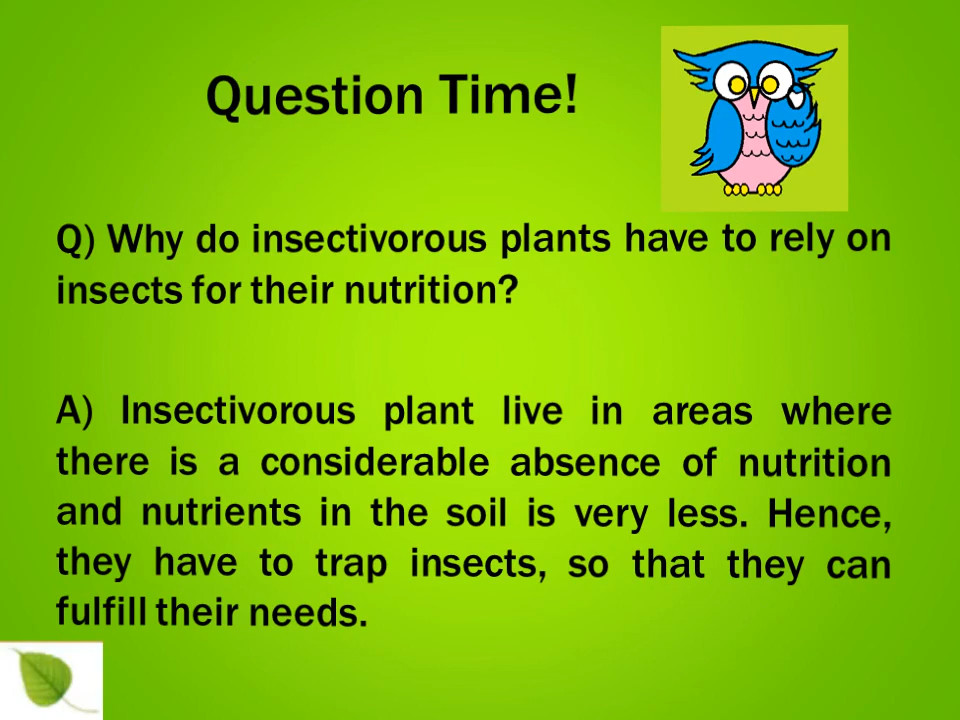 Question Time!
Q) Why do insectivorous plants have to rely on
insects for their nutrition?
A) Insectivorous plant live in areas where
there is a considerable absence of nutrition
and nutrients in the soil is very less. Hence,
they have to trap insects, so that they can
fulfill their needs.